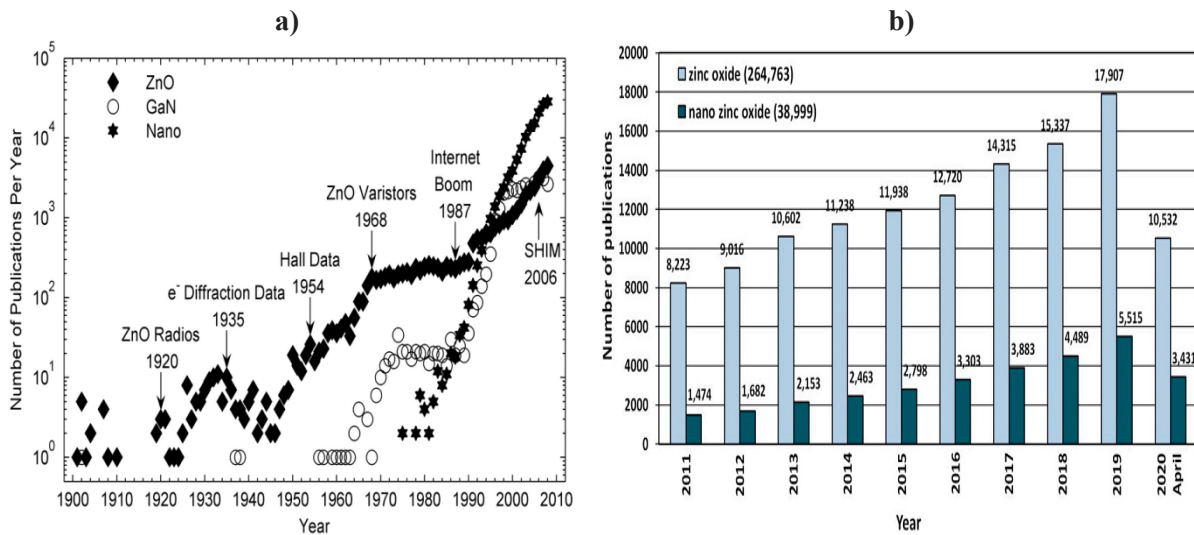 a)
10^5
10^4
10^3
10^2
10^1
10^0
Number of Publications Per Year
ZnO
GaN
Nano
ZnO Radios
1920
e^- Diffraction Data
1935
Hall Data
1954
ZnO Varistors
1968
Internet
Boom
1987
SHIM
2006
1900 1910 1920 1930 1940 1950 1960 1970 1980 1990 2000 2010
Year
b)
20000
18000
16000
14000
12000
10000
8000
6000
4000
2000
0
Number of publications
zinc oxide (264,763)
nano zinc oxide (38,999)
8,223
9,016
10,602
11,238
11,938
12,720
14,315
15,337
17,907
10,532
1,474
1,682
2,153
2,463
2,798
3,303
3,883
4,489
5,515
3,431
2011
2012
2013
2014
2015
2016
2017
2018
2019
2020
April
Year